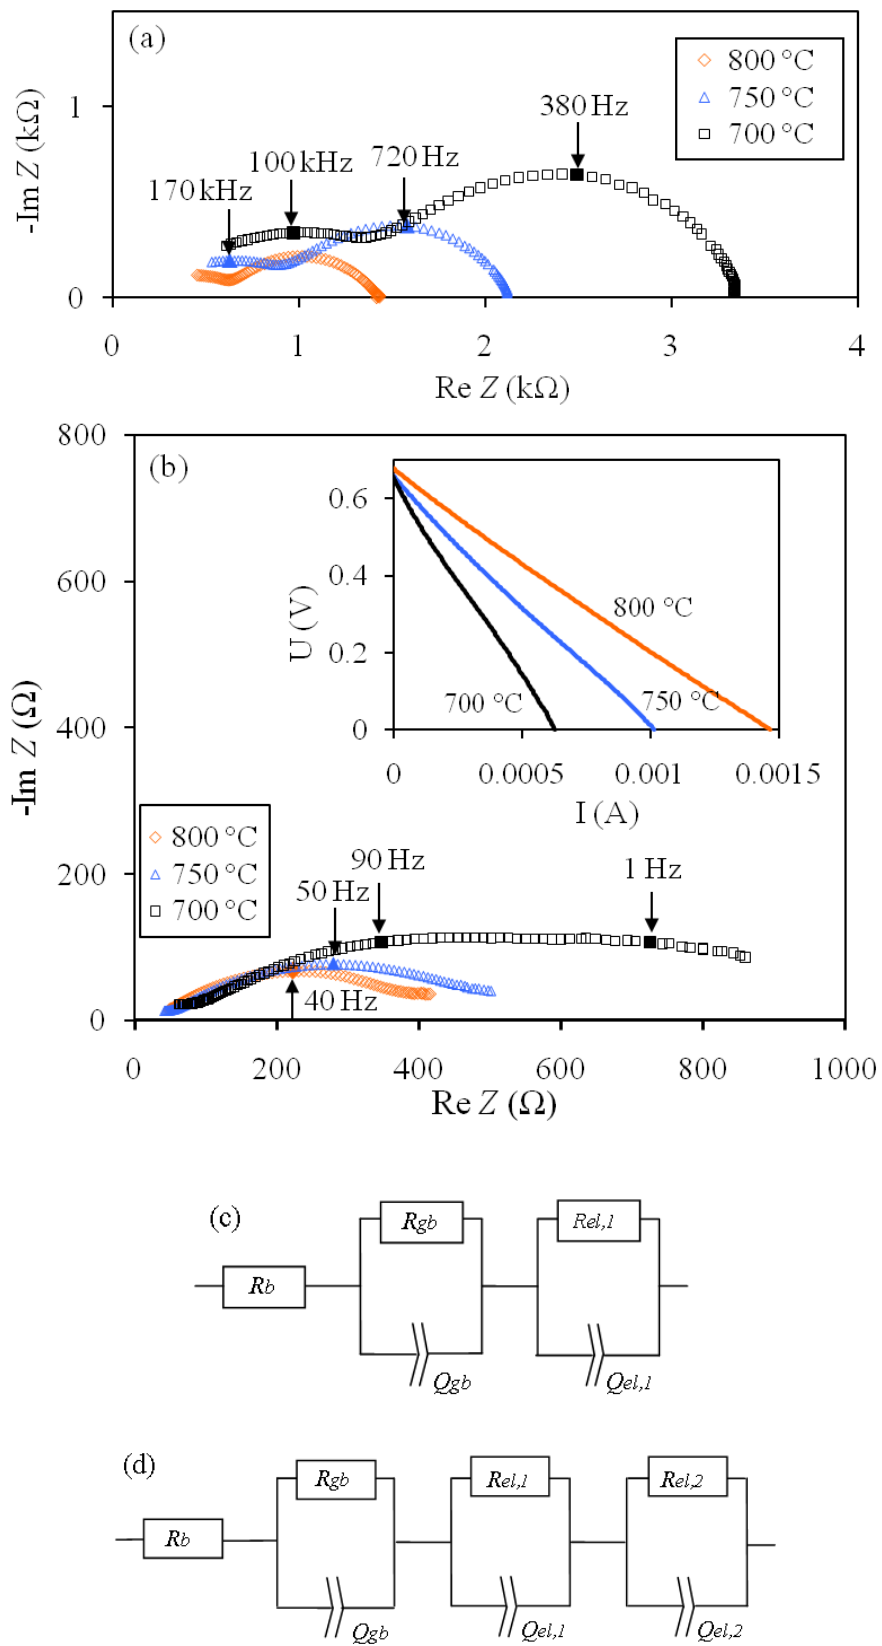 (a)
800 °C
750 °C
700 °C
380 Hz
720 Hz
100 kHz
170 kHz
-Im Z (kΩ)
1
0
0 1 2 3 4
Re Z (kΩ)
(b)
800
600
400
200
0
-Im Z (Ω)
0.6
0.4
0.2
0
U (V)
800 °C
750 °C
700 °C
0 0.0005 0.001 0.0015
I (A)
800 °C
750 °C
700 °C
90 Hz
50 Hz
1 Hz
40 Hz
0 200 400 600 800 1000
Re Z (Ω)
(c)
Rgb
Rel,1
Rb
Qgb
Qel,1
(d)
Rgb
Rel,1
Rel,2
Rb
Qgb
Qel,1
Qel,2